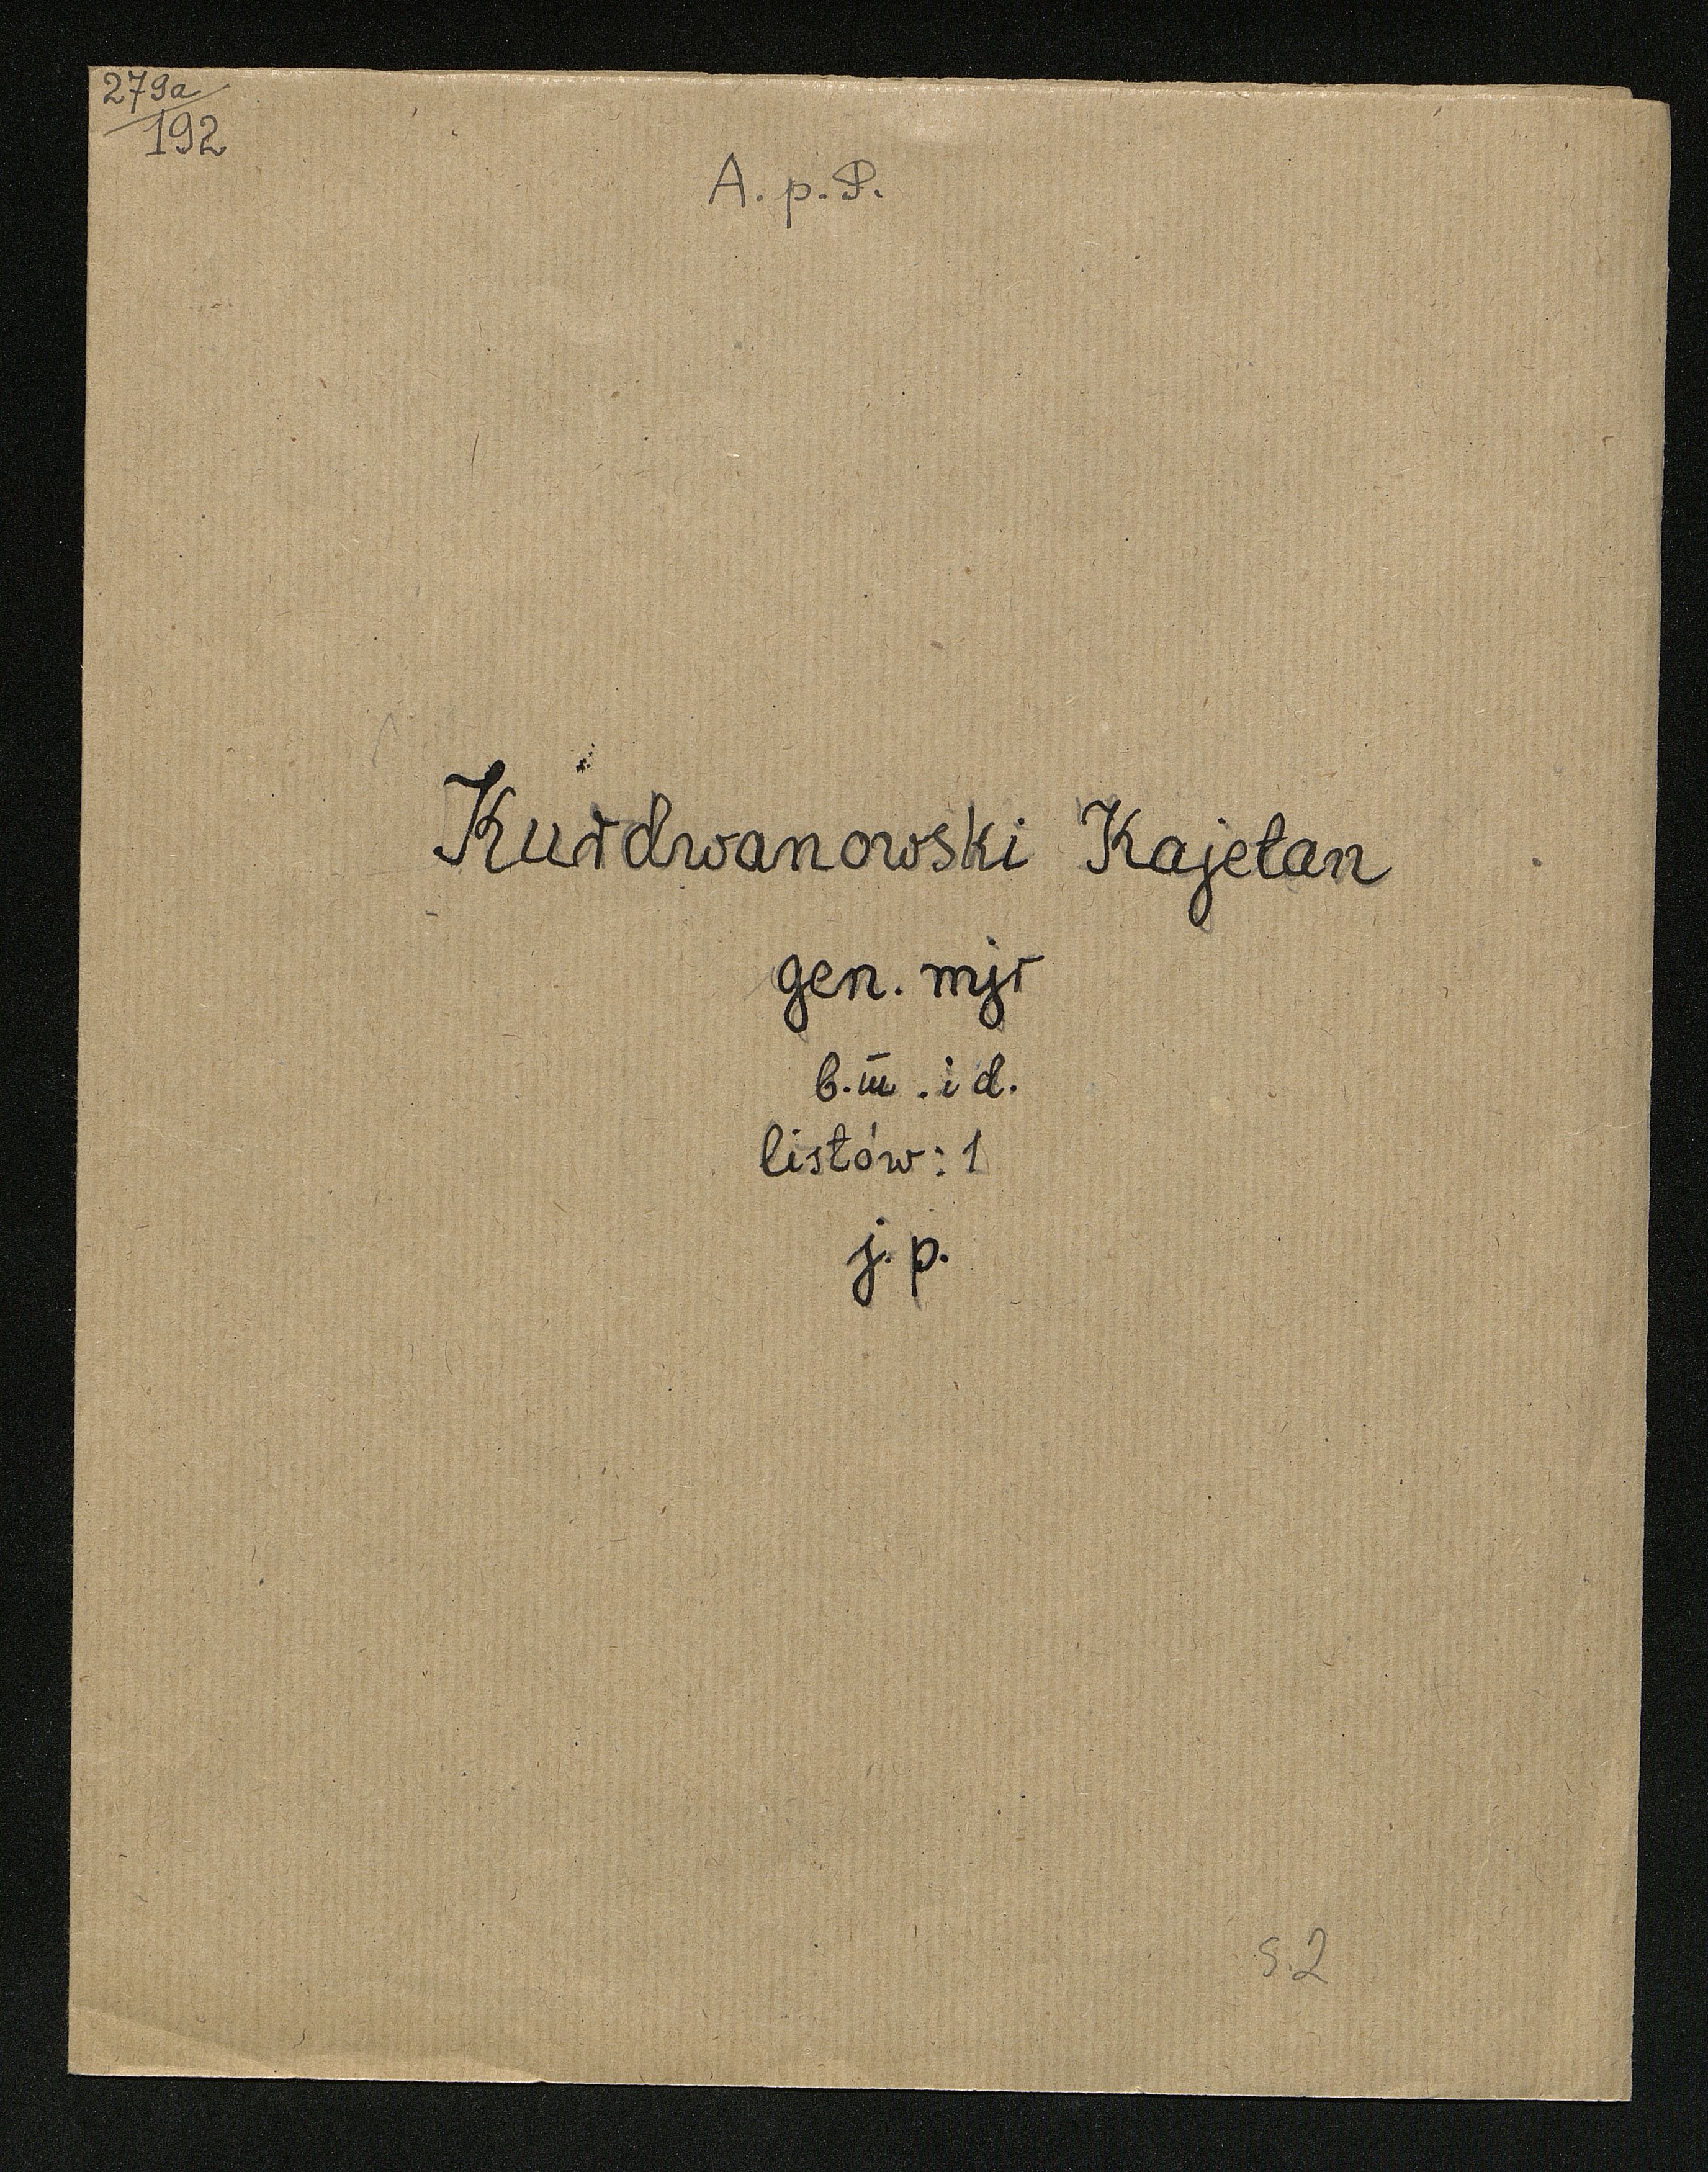 279a
192
A. p. P.
Kurdwanowski Kajetan
gen. mjr
b. m. i d.
listów: 1
j. p.
s. 2